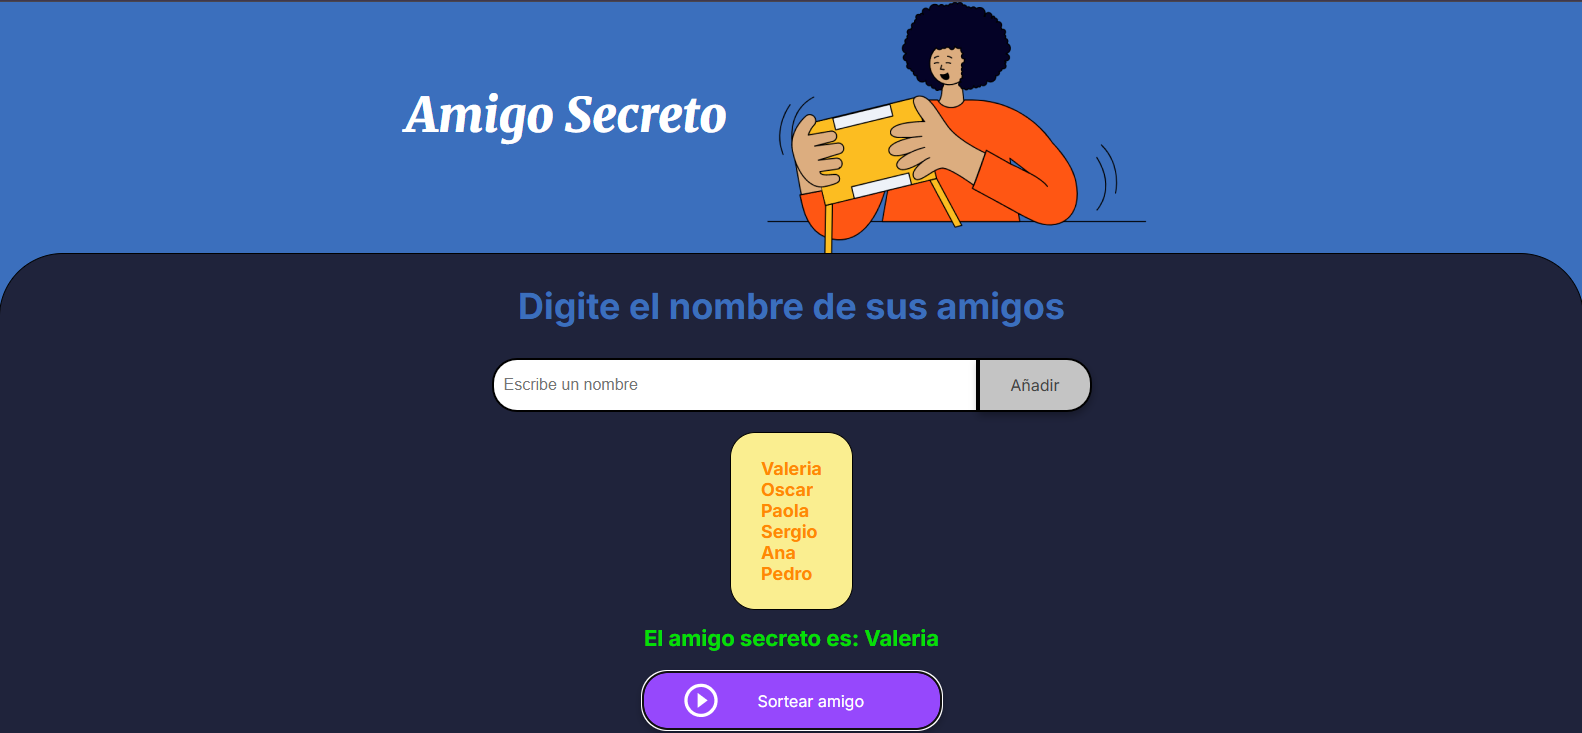 Amigo Secreto
Digite el nombre de sus amigos
Escribe un nombre
Añadir
Valeria
Oscar
Paola
Sergio
Ana
Pedro
El amigo secreto es: Valeria
Sortear amigo